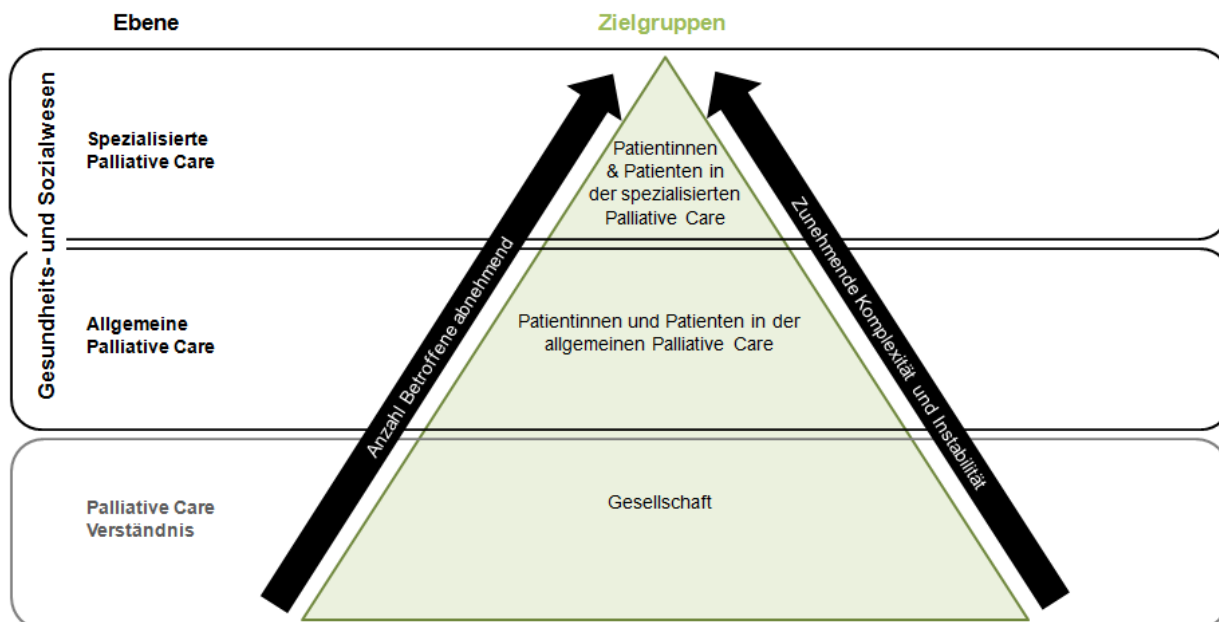 Ebene
Zielgruppen
Gesundheits- und Sozialwesen
Spezialisierte
Palliative Care
Patientinnen
& Patienten in
der spezialisierten
Palliative Care
Anzahl Betroffene abnehmend
Zunehmende Komplexität und Instabilität
Allgemeine
Palliative Care
Patientinnen und Patienten in der
allgemeinen Palliative Care
Palliative Care
Verständnis
Gesellschaft